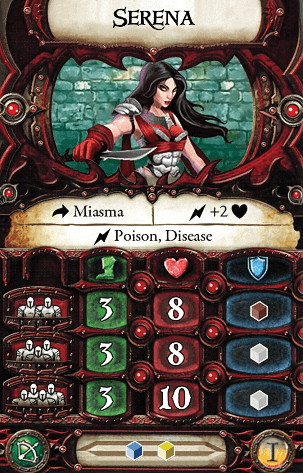 SERENA
Miasma
+2
Poison, Disease
3 8
3 8
3 10
I